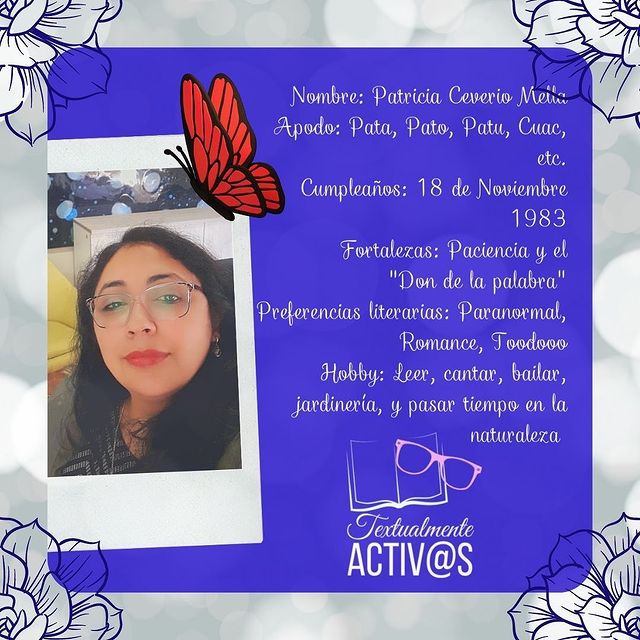 Nombre: Patricia Ceverio Mella
Apodo: Pata, Pato, Patu, Cuac,
etc.
Cumpleaños: 18 de Noviembre
1983
Fortalezas: Paciencia y el
"Don de la palabra"
Preferencias literarias: Paranormal,
Romance, Toodooo
Hobby: Leer, cantar, bailar,
jardinería, y pasar tiempo en la
naturaleza
Textualmente
ACTIV@S